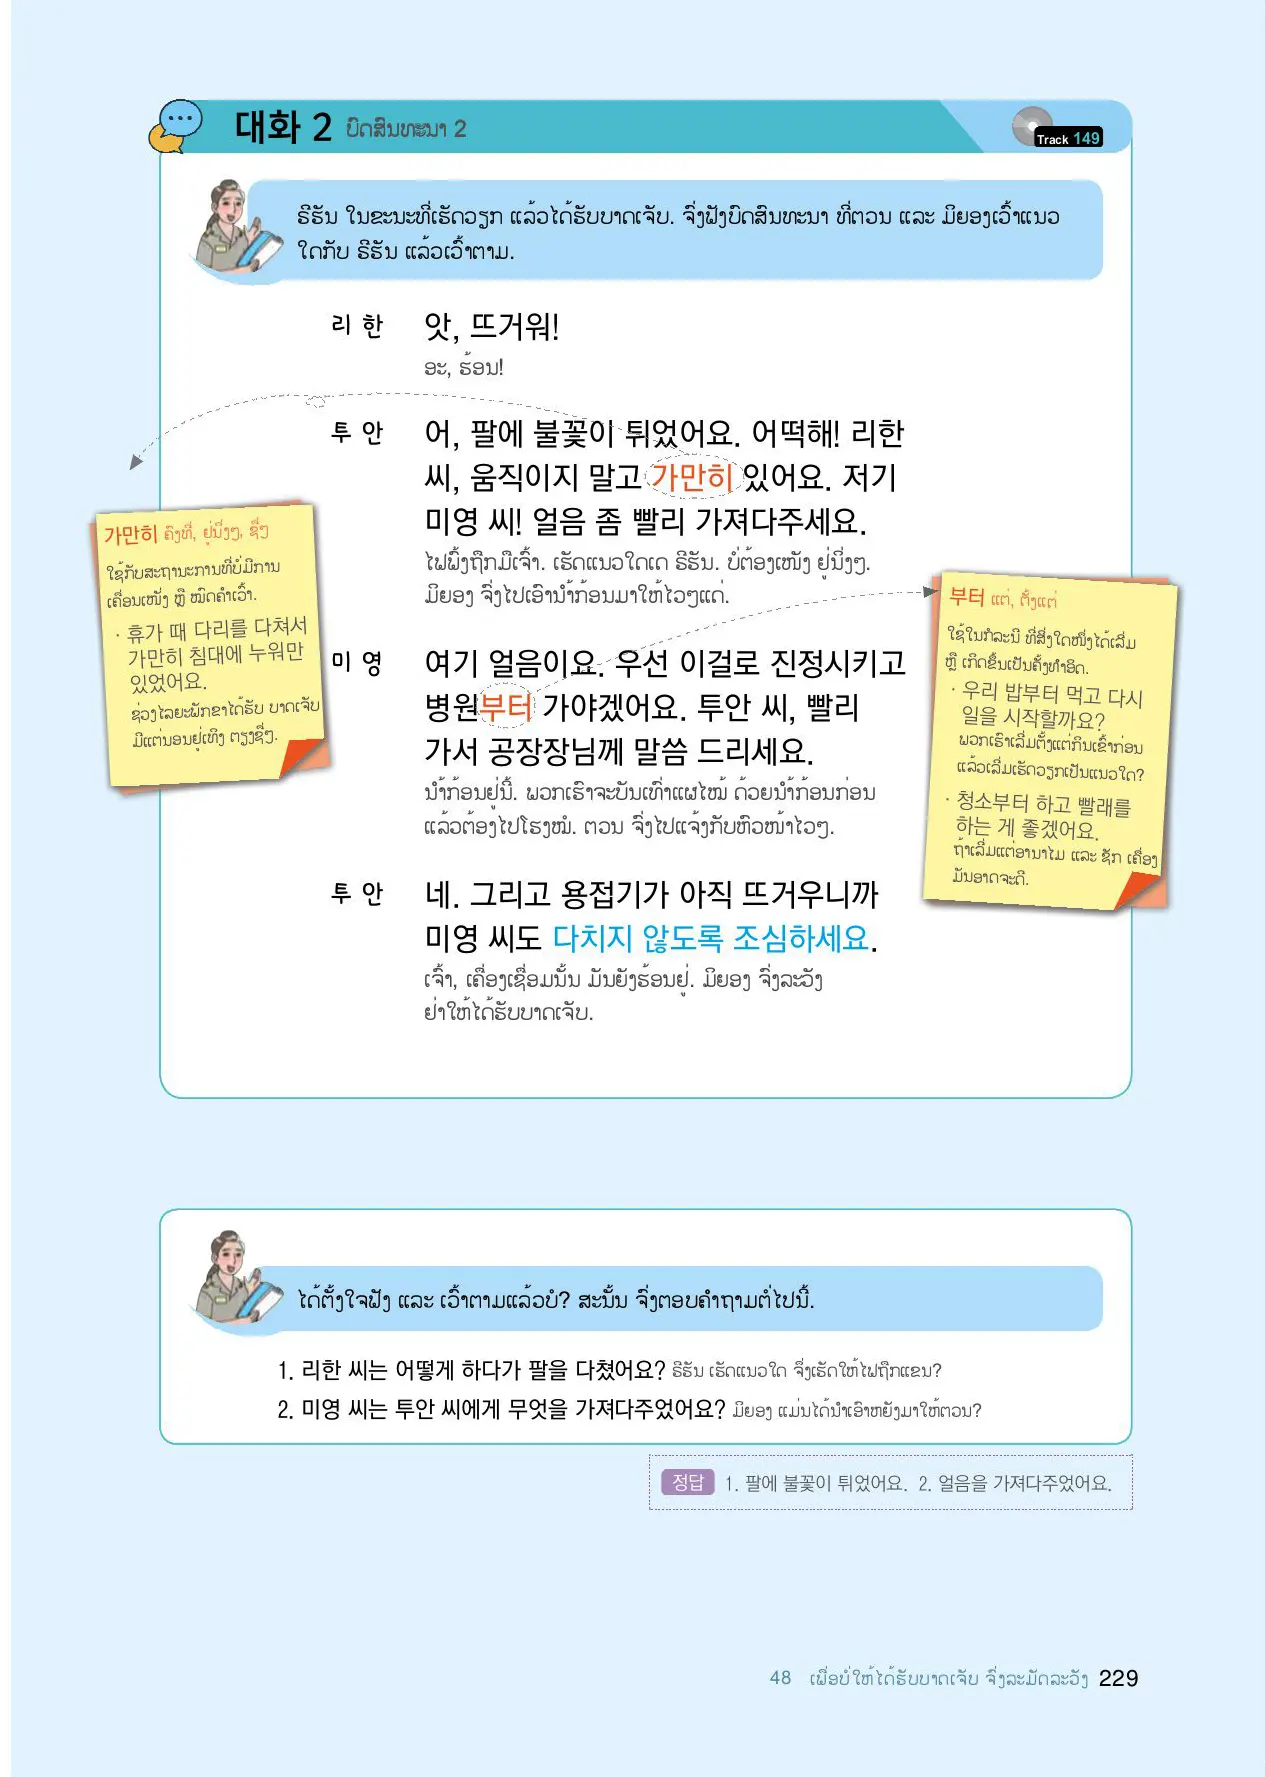 대화 2 ບົດສົນທະນາ 2
Track 149
ຣີຮັນ ໃນຂະນະທີ່ເຮັດວຽກ ແລ້ວໄດ້ຮັບບາດເຈັບ. ຈົ່ງຟັງບົດສົນທະນາ ທີ່ຕວນ ແລະ ມິຍອງເວົ້າແນວ
ໃດກັບ ຣີຮັນ ແລ້ວເວົ້າຕາມ.
리 한 앗, 뜨거워!
ອະ, ຮ້ອນ!
투 안 어, 팔에 불꽃이 튀었어요. 어떡해! 리한
씨, 움직이지 말고 가만히 있어요. 저기
미영 씨! 얼음 좀 빨리 가져다주세요.
ໄຟພົ້ງຖືກມືເຈົ້າ. ເຮັດແນວໃດເດ ຣີຮັນ. ບໍ່ຕ້ອງເໜັງ ຢູ່ນິ່ງໆ.
ມິຍອງ ຈົ່ງໄປເອົານ້ຳກ້ອນມາໃຫ້ໄວໆແດ່.
가만히 ຄົງທີ່, ຢູ່ນິ່ງໆ, ຊື່ໆ
ໃຊ້ກັບສະຖານະການທີ່ບໍ່ມີການ
ເຄື່ອນເໜັງ ຫຼື ໝົດຄຳເວົ້າ.
· 휴가 때 다리를 다쳐서
가만히 침대에 누워만
있었어요.
ຊ່ວງໄລຍະພັກຂາໄດ້ຮັບ ບາດເຈັບ
ມີແຕ່ນອນຢູ່ເທິງ ຕຽງຊື່ໆ.
미 영 여기 얼음이요. 우선 이걸로 진정시키고
병원부터 가야겠어요. 투안 씨, 빨리
가서 공장장님께 말씀 드리세요.
ນ້ຳກ້ອນຢູ່ນີ້. ພວກເຮົາຈະບັນເທົາແຜໄໝ້ ດ້ວຍນ້ຳກ້ອນກ່ອນ
ແລ້ວຕ້ອງໄປໂຮງໝໍ. ຕວນ ຈົ່ງໄປແຈ້ງກັບຫົວໜ້າໄວໆ.
부터 ແຕ່, ຕັ້ງແຕ່
ໃຊ້ໃນກໍລະນີ ທີ່ສິ່ງໃດໜຶ່ງໄດ້ເລີ່ມ
ຫຼື ເກີດຂຶ້ນເປັນຄັ້ງທຳອິດ.
· 우리 밥부터 먹고 다시
일을 시작할까요?
ພວກເຮົາເລີ່ມຕັ້ງແຕ່ກິນເຂົ້າກ່ອນ
ແລ້ວເລີ່ມເຮັດວຽກເປັນແນວໃດ?
· 청소부터 하고 빨래를
하는 게 좋겠어요.
ຖ້າເລີ່ມແຕ່ອານາໄມ ແລະ ຊັກ ເຄື່ອງ
ມັນອາດຈະດີ.
투 안 네. 그리고 용접기가 아직 뜨거우니까
미영 씨도 다치지 않도록 조심하세요.
ເຈົ້າ, ເຄື່ອງເຊື່ອມນັ້ນ ມັນຍັງຮ້ອນຢູ່. ມິຍອງ ຈົ່ງລະວັງ
ຢ່າໃຫ້ໄດ້ຮັບບາດເຈັບ.
ໄດ້ຕັ້ງໃຈຟັງ ແລະ ເວົ້າຕາມແລ້ວບໍ? ສະນັ້ນ ຈົ່ງຕອບຄຳຖາມຕໍ່ໄປນີ້.
1. 리한 씨는 어떻게 하다가 팔을 다쳤어요? ຣີຮັນ ເຮັດແນວໃດ ຈຶ່ງເຮັດໃຫ້ໄຟຖືກແຂນ?
2. 미영 씨는 투안 씨에게 무엇을 가져다주었어요? ມິຍອງ ແມ່ນໄດ້ນຳເອົາຫຍັງມາໃຫ້ຕວນ?
정답 1. 팔에 불꽃이 튀었어요. 2. 얼음을 가져다주었어요.
48 ເພື່ອບໍ່ໃຫ້ໄດ້ຮັບບາດເຈັບ ຈົ່ງລະມັດລະວັງ 229